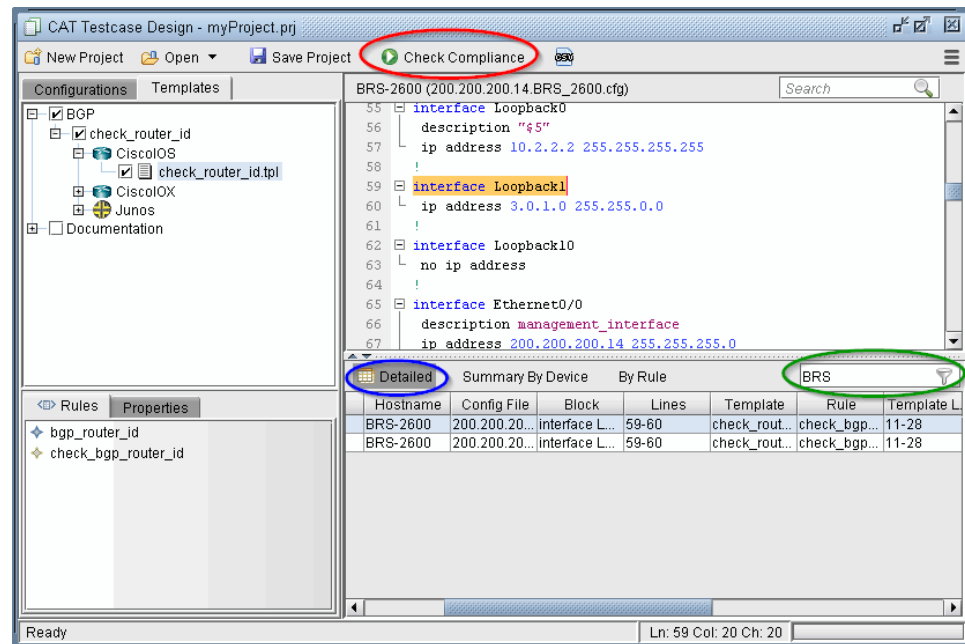 CAT Testcase Design - myProject.prj
New Project Open Save Project Check Compliance
Configurations Templates
BGP
check_router_id
CiscoIOS
check_router_id.tpl
CiscoIOX
Junos
Documentation
BRS-2600 (200.200.200.14.BRS_2600.cfg) Search
55 interface Loopback0
56 description "$5"
57 ip address 10.2.2.2 255.255.255.255
58 !
59 interface Loopback1
60 ip address 3.0.1.0 255.255.0.0
61 !
62 interface Loopback10
63 no ip address
64 !
65 interface Ethernet0/0
66 description management_interface
67 ip address 200.200.200.14 255.255.255.0
Rules Properties
bgp_router_id
check_bgp_router_id
Detailed Summary By Device By Rule BRS
Hostname Config File Block Lines Template Rule Template L
BRS-2600 200.200.20... interface L... 59-60 check_rout... check_bgp... 11-28
BRS-2600 200.200.20... interface L... 59-60 check_rout... check_bgp... 11-28
Ready Ln: 59 Col: 20 Ch: 20